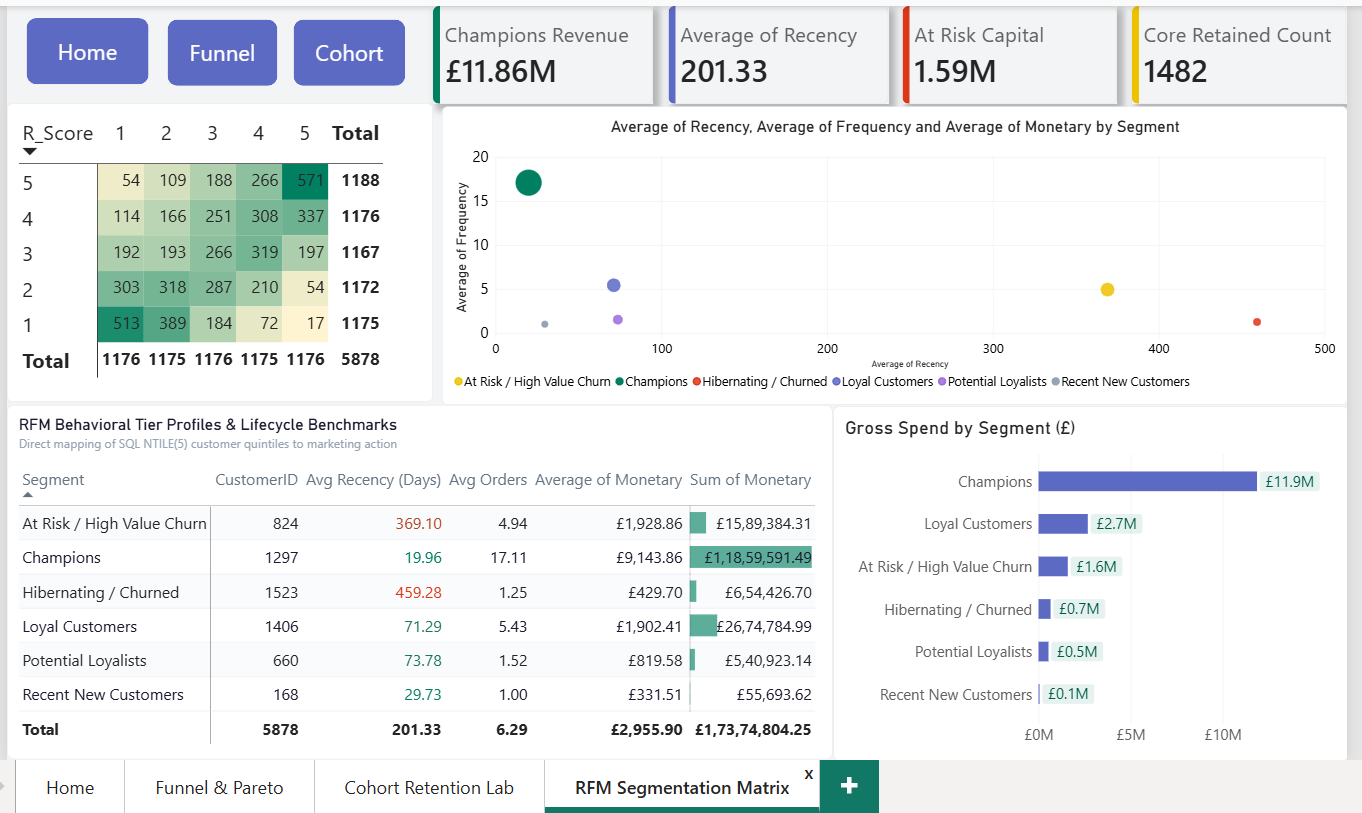 Home Funnel Cohort
Champions Revenue
£11.86M
Average of Recency
201.33
At Risk Capital
1.59M
Core Retained Count
1482
R_Score 1 2 3 4 5 Total
5 54 109 188 266 571 1188
4 114 166 251 308 337 1176
3 192 193 266 319 197 1167
2 303 318 287 210 54 1172
1 513 389 184 72 17 1175
Total 1176 1175 1176 1175 1176 5878
Average of Recency, Average of Frequency and Average of Monetary by Segment
Average of Frequency
20
15
10
5
0
0 100 200 300 400 500
Average of Recency
At Risk / High Value Churn Champions Hibernating / Churned Loyal Customers Potential Loyalists Recent New Customers
RFM Behavioral Tier Profiles & Lifecycle Benchmarks
Direct mapping of SQL NTILE(5) customer quintiles to marketing action
Segment CustomerID Avg Recency (Days) Avg Orders Average of Monetary Sum of Monetary
At Risk / High Value Churn 824 369.10 4.94 £1,928.86 £15,89,384.31
Champions 1297 19.96 17.11 £9,143.86 £1,18,59,591.49
Hibernating / Churned 1523 459.28 1.25 £429.70 £6,54,426.70
Loyal Customers 1406 71.29 5.43 £1,902.41 £26,74,784.99
Potential Loyalists 660 73.78 1.52 £819.58 £5,40,923.14
Recent New Customers 168 29.73 1.00 £331.51 £55,693.62
Total 5878 201.33 6.29 £2,955.90 £1,73,74,804.25
Gross Spend by Segment (£)
Champions £11.9M
Loyal Customers £2.7M
At Risk / High Value Churn £1.6M
Hibernating / Churned £0.7M
Potential Loyalists £0.5M
Recent New Customers £0.1M
£0M £5M £10M
Home Funnel & Pareto Cohort Retention Lab RFM Segmentation Matrix x +